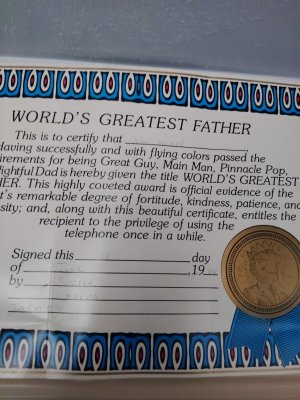 WORLD'S GREATEST FATHER
This is to certify that
Having successfully and with flying colors passed the
irements for being Great Guy, Main Man, Pinnacle Pop,
lightful Dad is hereby given the title WORLD'S GREATEST
HER. This highly coveted award is official evidence of the
t's remarkable degree of fortitude, kindness, patience, and
sity; and, along with this beautiful certificate, entitles the
recipient to the privilege of using the
telephone once in a while.
Signed this day
of 19
by